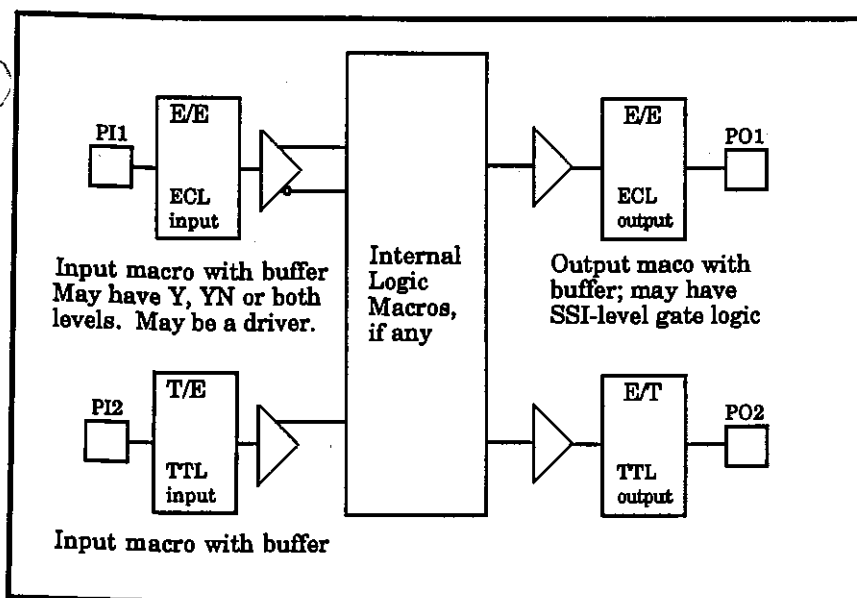 PI1
E/E
ECL
input
Input macro with buffer
May have Y, YN or both
levels. May be a driver.
PI2
T/E
TTL
input
Input macro with buffer
Internal
Logic
Macros,
if any
E/E
ECL
output
PO1
Output maco with
buffer; may have
SSI-level gate logic
E/T
TTL
output
PO2